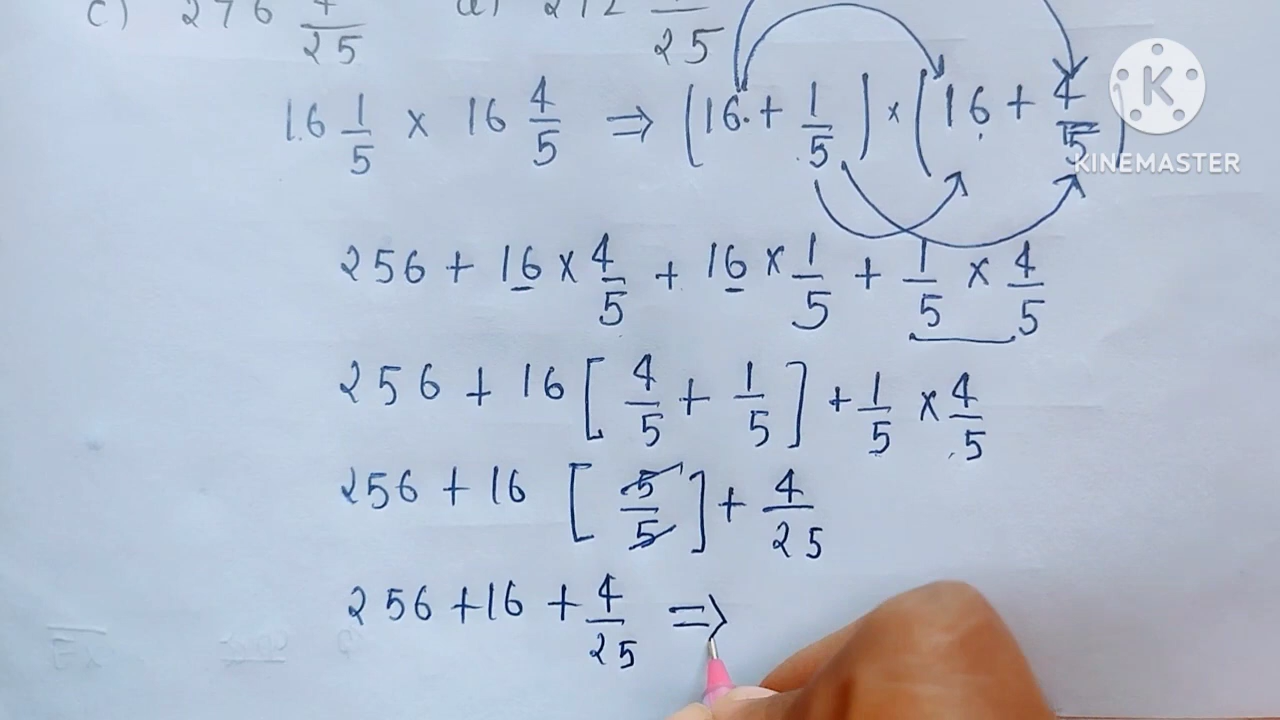 c) 276 /25 d) 272 /25
16 1/5 × 16 4/5 ⇒ (16 + 1/5) × (16 + 4/5)
K
KINEMASTER
256 + 16 × 4/5 + 16 × 1/5 + 1/5 × 4/5
256 + 16 [4/5 + 1/5] + 1/5 × 4/5
256 + 16 [5/5] + 4/25
256 + 16 + 4/25 ⇒